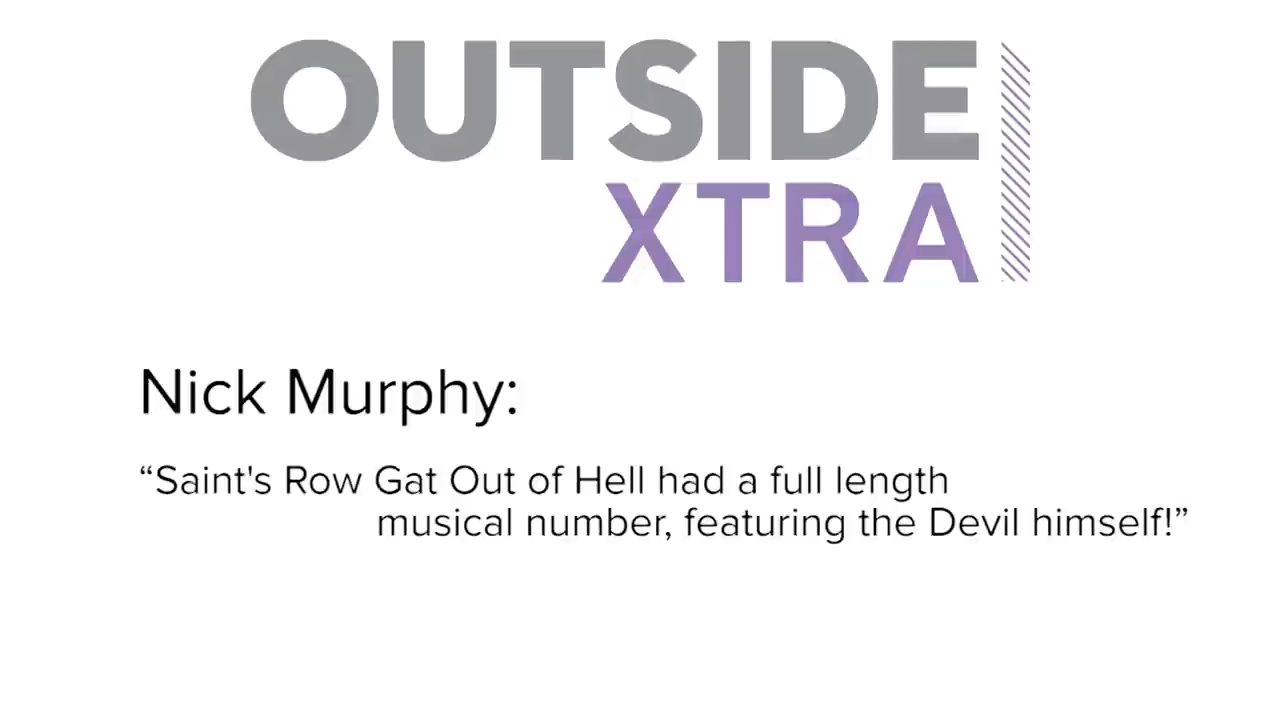 OUTSIDE
XTRA
Nick Murphy:
“Saint's Row Gat Out of Hell had a full length
musical number, featuring the Devil himself!”